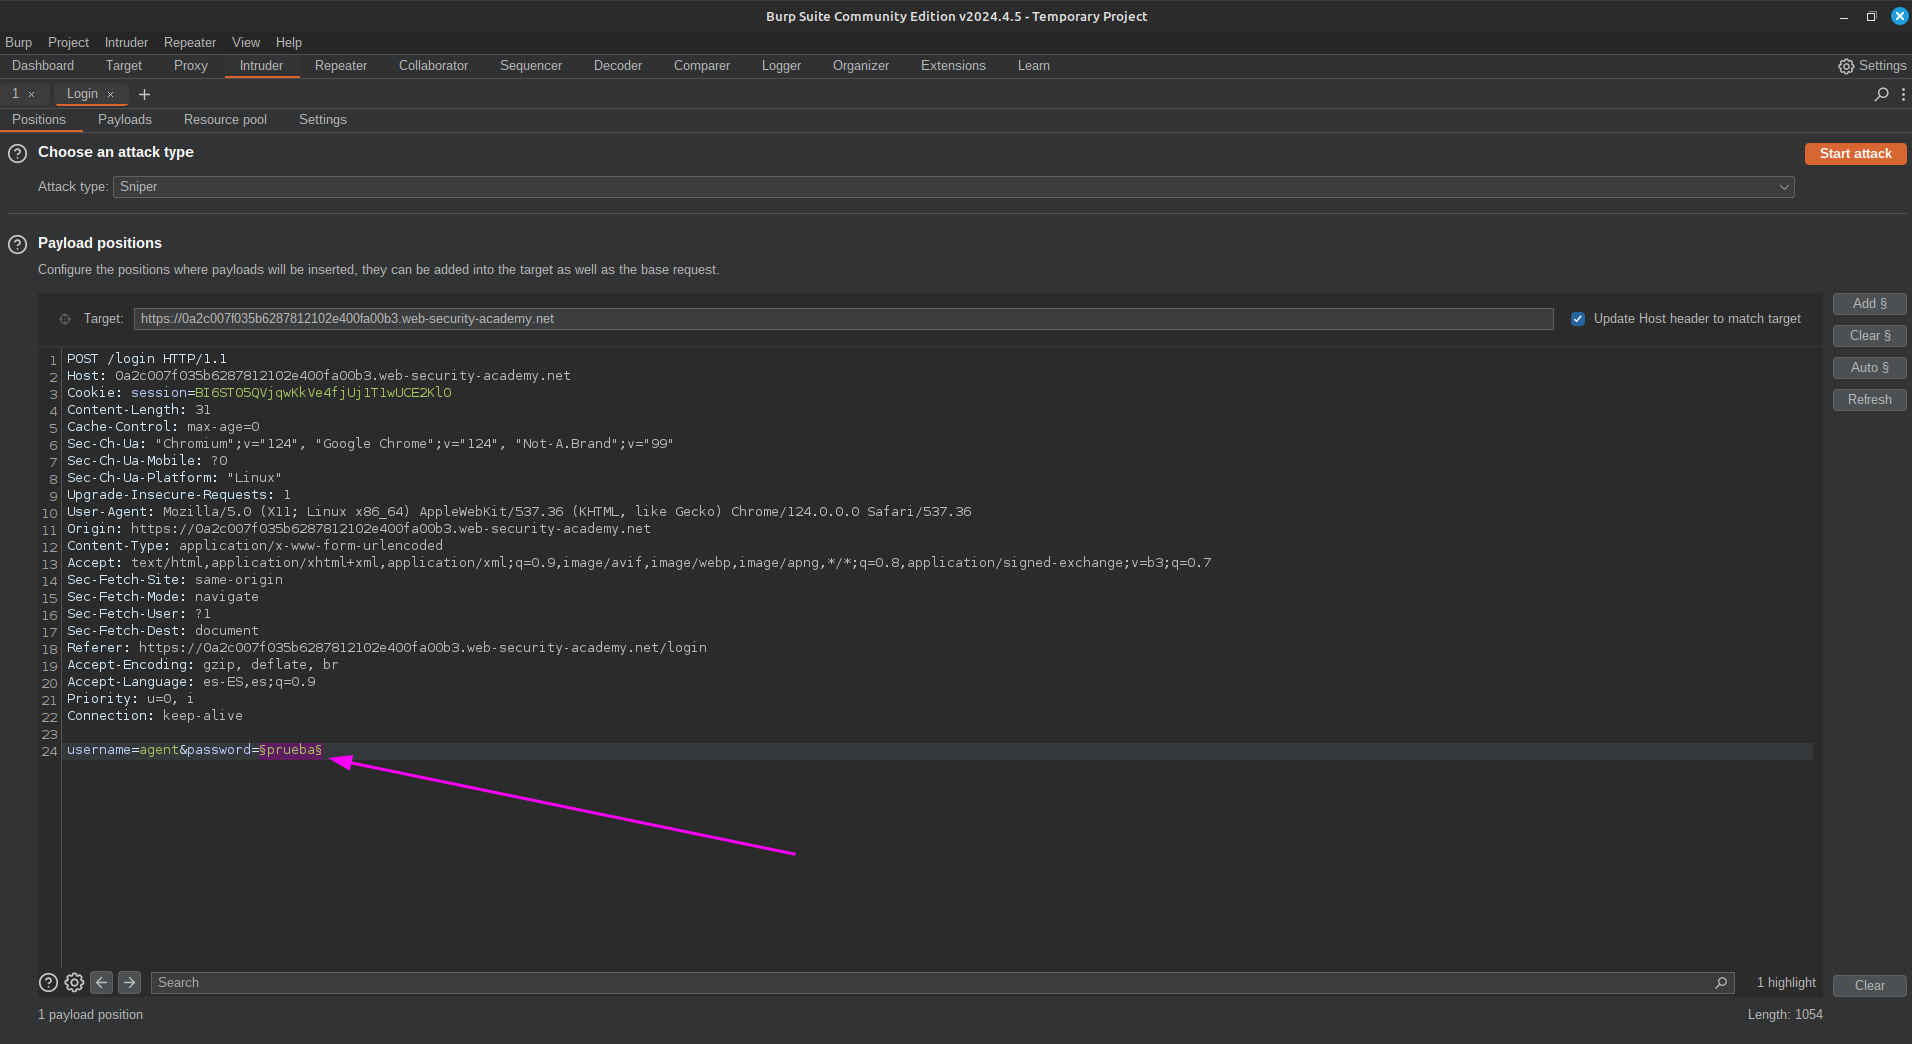 Burp Suite Community Edition v2024.4.5 - Temporary Project
Burp Project Intruder Repeater View Help
Dashboard Target Proxy Intruder Repeater Collaborator Sequencer Decoder Comparer Logger Organizer Extensions Learn Settings
1 × Login × +
Positions Payloads Resource pool Settings
Choose an attack type
Start attack
Attack type: Sniper
Payload positions
Configure the positions where payloads will be inserted, they can be added into the target as well as the base request.
Target: https://0a2c007f035b6287812102e400fa00b3.web-security-academy.net Update Host header to match target
Add §
Clear §
Auto §
Refresh
1 POST /login HTTP/1.1
2 Host: 0a2c007f035b6287812102e400fa00b3.web-security-academy.net
3 Cookie: session=BI6ST05QVjqwKkVe4fjUj1T1wUCE2KlO
4 Content-Length: 31
5 Cache-Control: max-age=0
6 Sec-Ch-Ua: "Chromium";v="124", "Google Chrome";v="124", "Not-A.Brand";v="99"
7 Sec-Ch-Ua-Mobile: ?0
8 Sec-Ch-Ua-Platform: "Linux"
9 Upgrade-Insecure-Requests: 1
10 User-Agent: Mozilla/5.0 (X11; Linux x86_64) AppleWebKit/537.36 (KHTML, like Gecko) Chrome/124.0.0.0 Safari/537.36
11 Origin: https://0a2c007f035b6287812102e400fa00b3.web-security-academy.net
12 Content-Type: application/x-www-form-urlencoded
13 Accept: text/html,application/xhtml+xml,application/xml;q=0.9,image/avif,image/webp,image/apng,*/*;q=0.8,application/signed-exchange;v=b3;q=0.7
14 Sec-Fetch-Site: same-origin
15 Sec-Fetch-Mode: navigate
16 Sec-Fetch-User: ?1
17 Sec-Fetch-Dest: document
18 Referer: https://0a2c007f035b6287812102e400fa00b3.web-security-academy.net/login
19 Accept-Encoding: gzip, deflate, br
20 Accept-Language: es-ES,es;q=0.9
21 Priority: u=0, i
22 Connection: keep-alive
23
24 username=agent&password=§prueba§
Search 1 highlight Clear
1 payload position Length: 1054